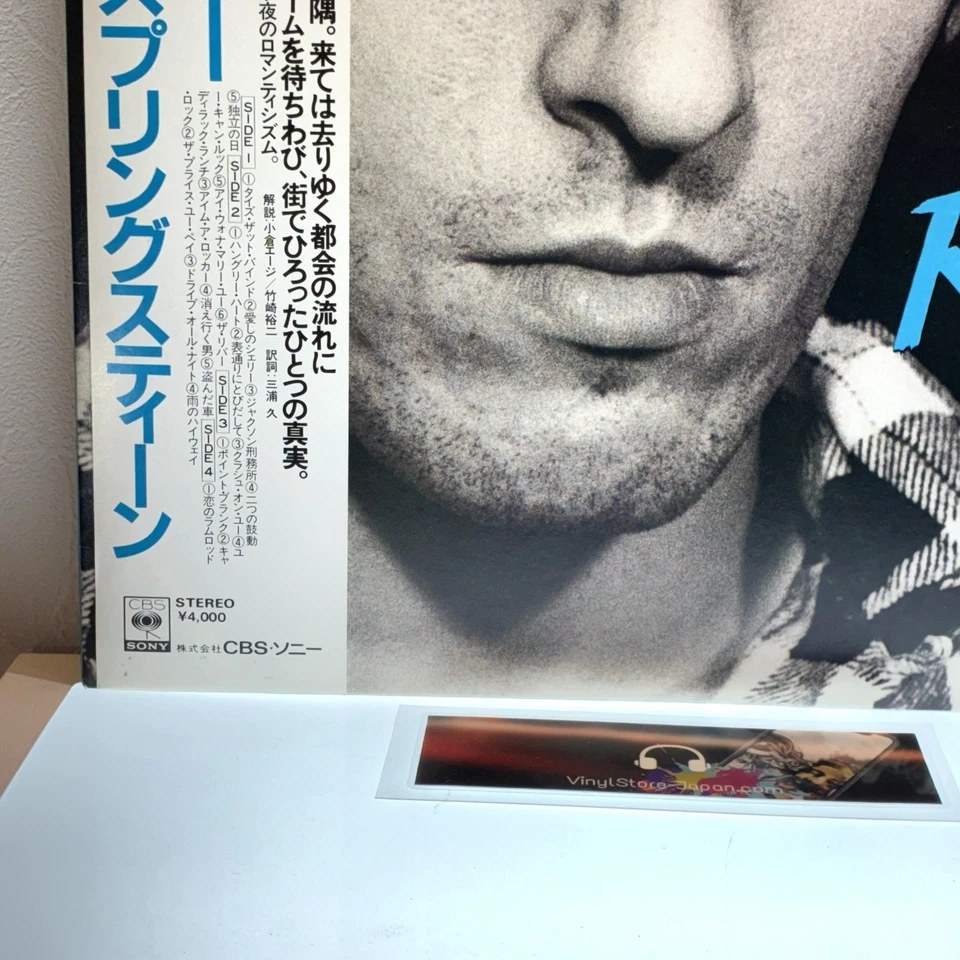 隅。来ては去りゆく都会の流れに
ームを待ちわび、街でひろったひとつの真実。
夜のロマンティシズム。
解説:小倉エージ/竹崎裕二 訳詞:三浦 久
SIDE 1 ①タイズ・ザット・バインド②愛しのシェリー③ジャクソン刑務所④二つの鼓動
⑤独立の日 SIDE 2 ①ハングリー・ハート②表通りにとびだして③クラッシュ・オン・ユー④ユ
ー・キャン・ルック⑤アイ・ウォナ・マリー・ユー⑥ザ・リバー SIDE 3 ①ポイント・ブランク②キャ
ディラック・ランチ③アイム・ア・ロッカー④消え行く男⑤盗んだ車 SIDE 4 ①恋のラムロッド
・ロック②ザ・プライス・ユー・ペイ③ドライブ・オール・ナイト④雨のハイウェイ
ー
スプリングスティーン
R
CBS
SONY
STEREO
¥4,000
株式会社CBS・ソニー
VinylStore-Japan.com